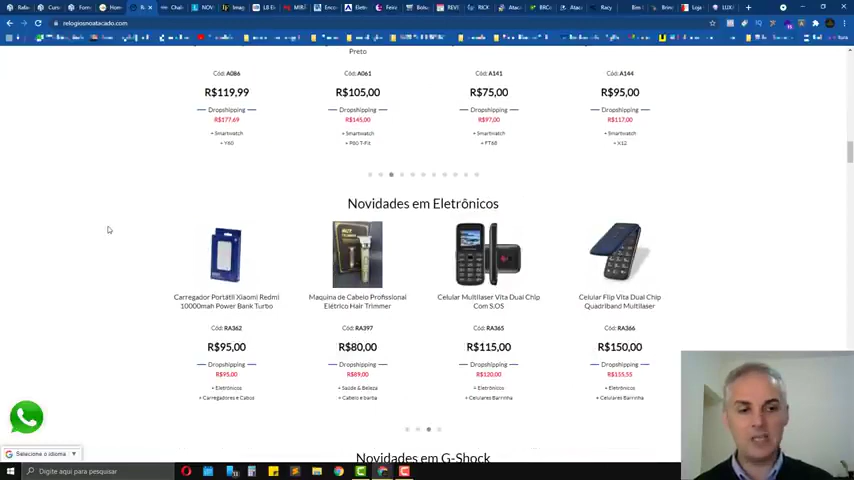 relogiosnoatacado.com
Preto
Cód: A086
Cód: A061
Cód: A141
Cód: A144
R$119,99
R$105,00
R$75,00
R$95,00
Dropshipping
Dropshipping
Dropshipping
Dropshipping
R$177,69
R$145,00
R$97,00
R$117,00
+ Smartwatch
+ Smartwatch
+ Smartwatch
+ Smartwatch
+ Y60
+ P80 T-Fit
+ FT68
+ X12
Novidades em Eletrônicos
Carregador Portátil Xiaomi Redmi
10000mah Power Bank Turbo
Maquina de Cabelo Profissional
Elétrico Hair Trimmer
Celular Multilaser Vita Dual Chip
Com S.OS
Celular Flip Vita Dual Chip
Quadriband Multilaser
Cód: RA362
Cód: RA397
Cód: RA365
Cód: RA366
R$95,00
R$80,00
R$115,00
R$150,00
Dropshipping
Dropshipping
Dropshipping
Dropshipping
R$95,00
R$89,00
R$120,00
R$155,55
+ Eletrônicos
+ Saúde & Beleza
+ Eletrônicos
+ Eletrônicos
+ Carregadores e Cabos
+ Cabelo e barba
+ Celulares Barrinha
+ Celulares Barrinha
Selecione o idioma
Novidades em G-Shock
Digite aqui para pesquisar